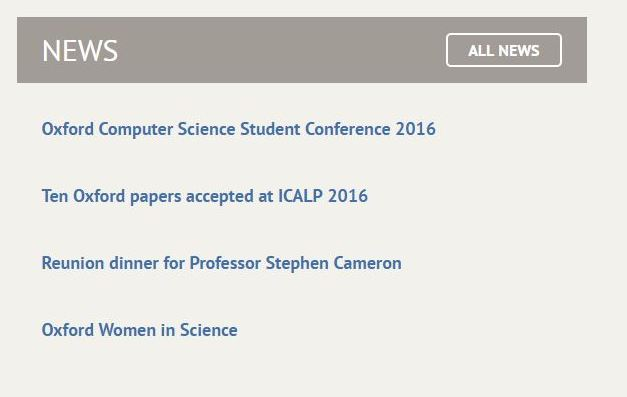 NEWS
ALL NEWS
Oxford Computer Science Student Conference 2016
Ten Oxford papers accepted at ICALP 2016
Reunion dinner for Professor Stephen Cameron
Oxford Women in Science